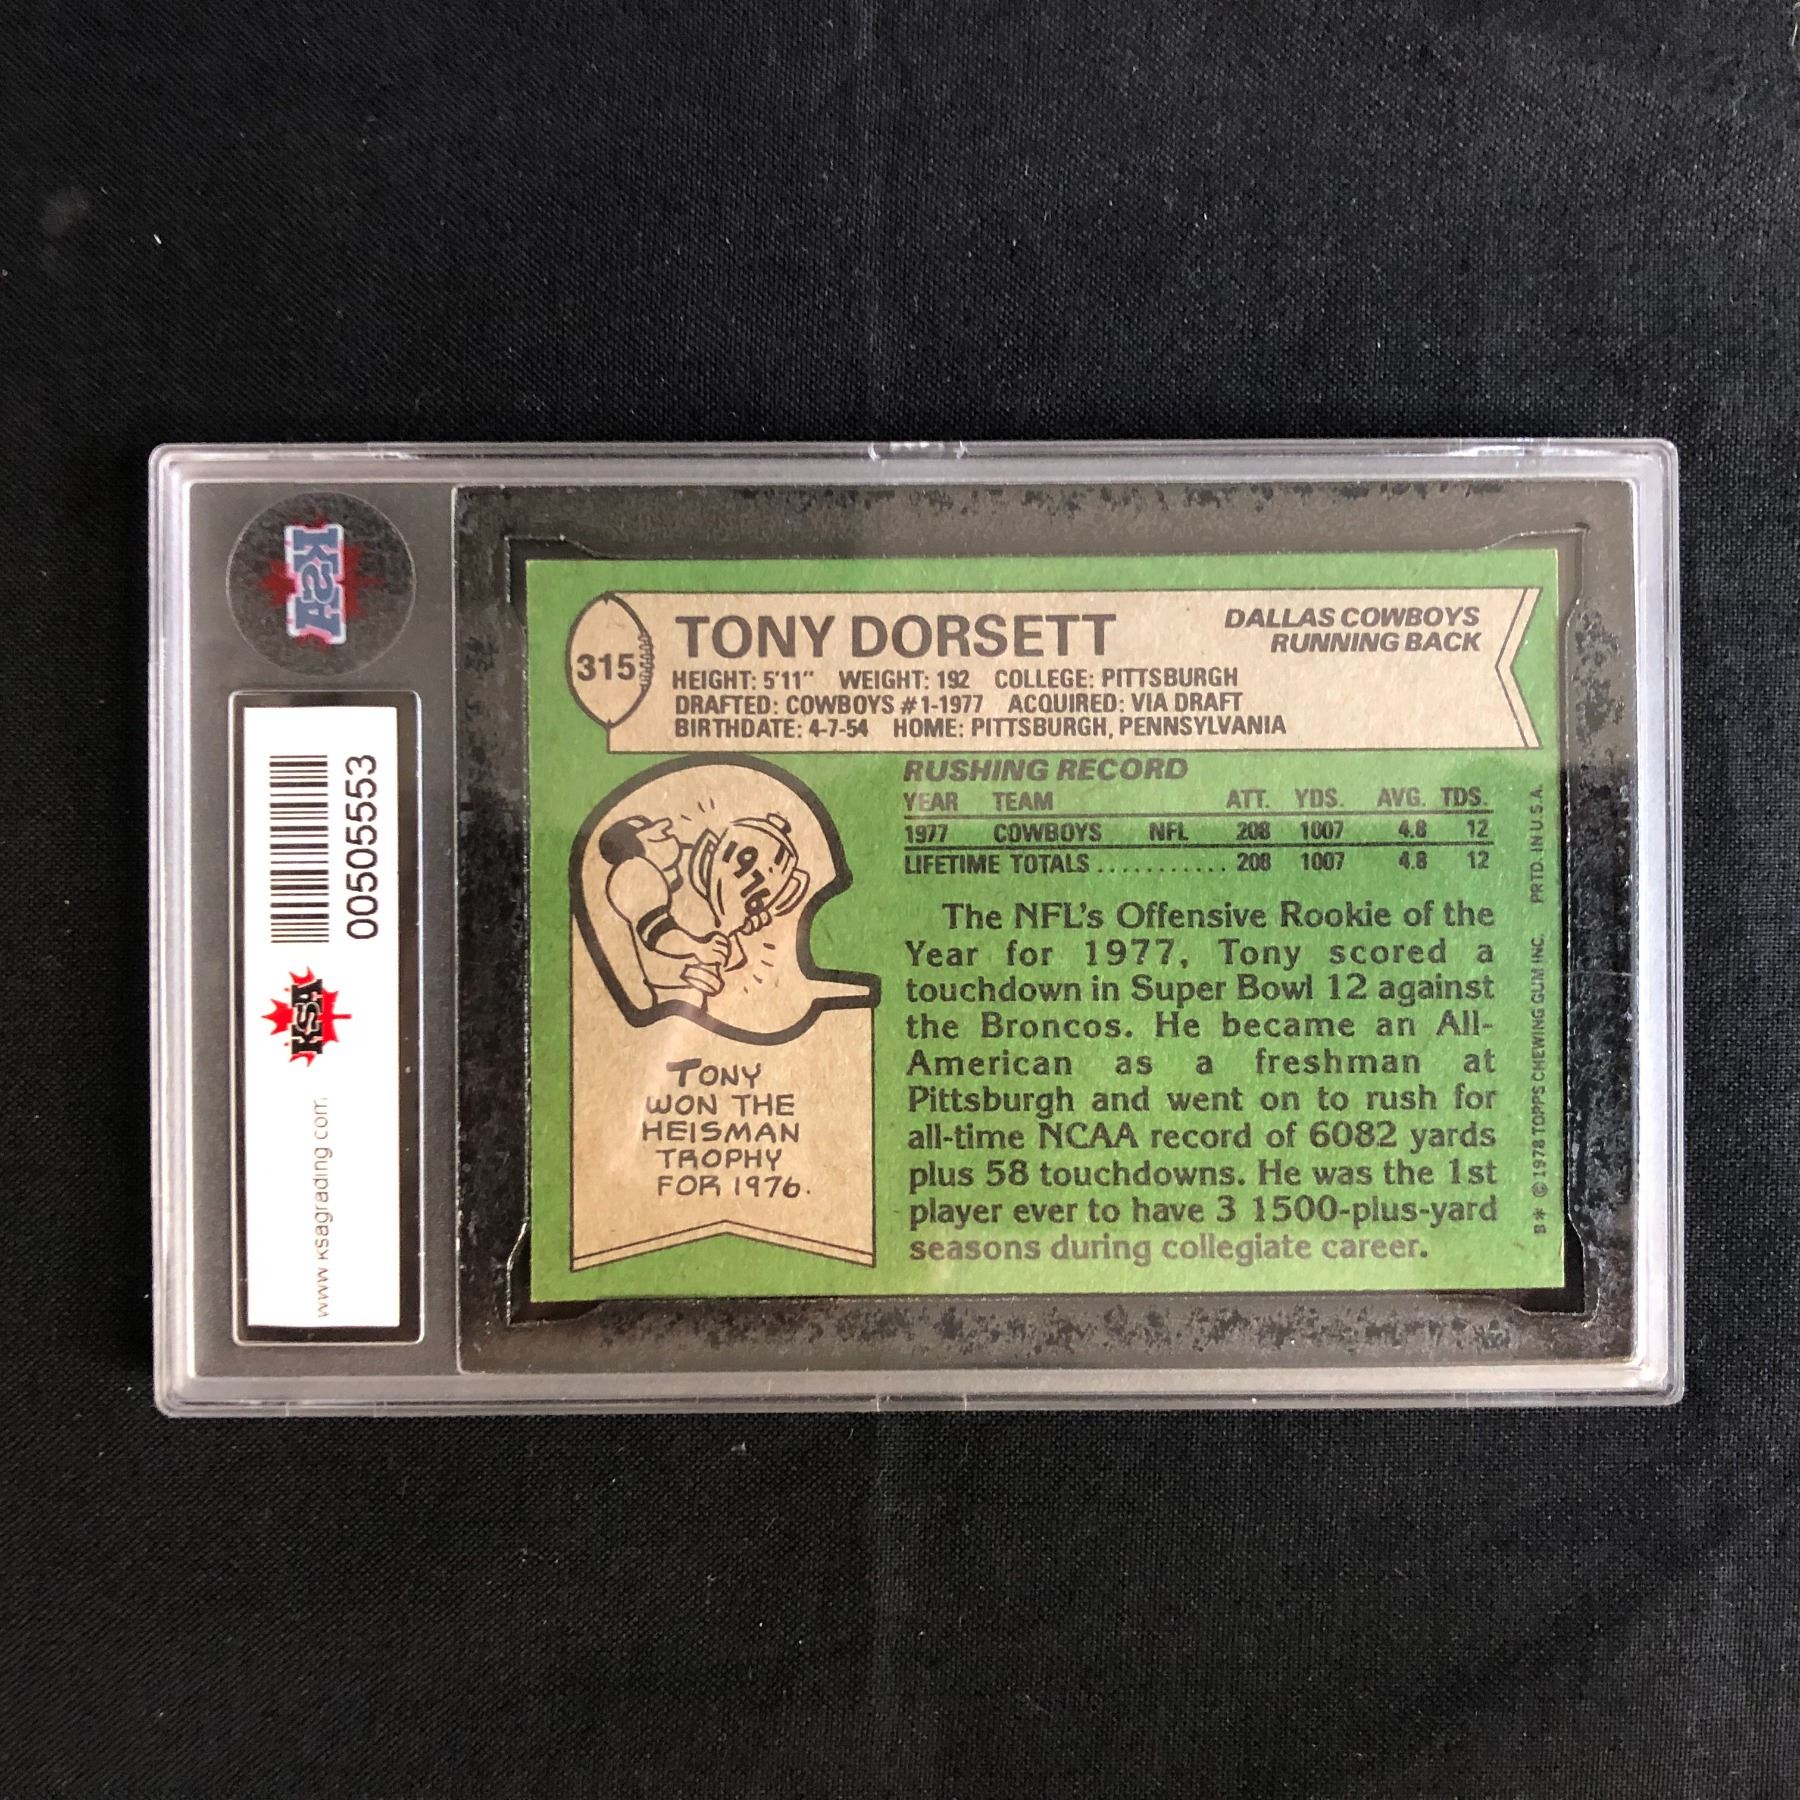 KSA
00505553
KSA
www.ksagrading.com
315
TONY DORSETT
DALLAS COWBOYS
RUNNING BACK
HEIGHT: 5'11" WEIGHT: 192 COLLEGE: PITTSBURGH
DRAFTED: COWBOYS #1-1977 ACQUIRED: VIA DRAFT
BIRTHDATE: 4-7-54 HOME: PITTSBURGH, PENNSYLVANIA
1976
TONY
WON THE
HEISMAN
TROPHY
FOR 1976.
RUSHING RECORD
YEAR TEAM ATT. YDS. AVG. TDS.
1977 COWBOYS NFL 208 1007 4.8 12
LIFETIME TOTALS........... 208 1007 4.8 12
The NFL's Offensive Rookie of the
Year for 1977, Tony scored a
touchdown in Super Bowl 12 against
the Broncos. He became an All-
American as a freshman at
Pittsburgh and went on to rush for
all-time NCAA record of 6082 yards
plus 58 touchdowns. He was the 1st
player ever to have 3 1500-plus-yard
seasons during collegiate career.
B* © 1978 TOPPS CHEWING GUM INC. PRTD. IN U.S.A.